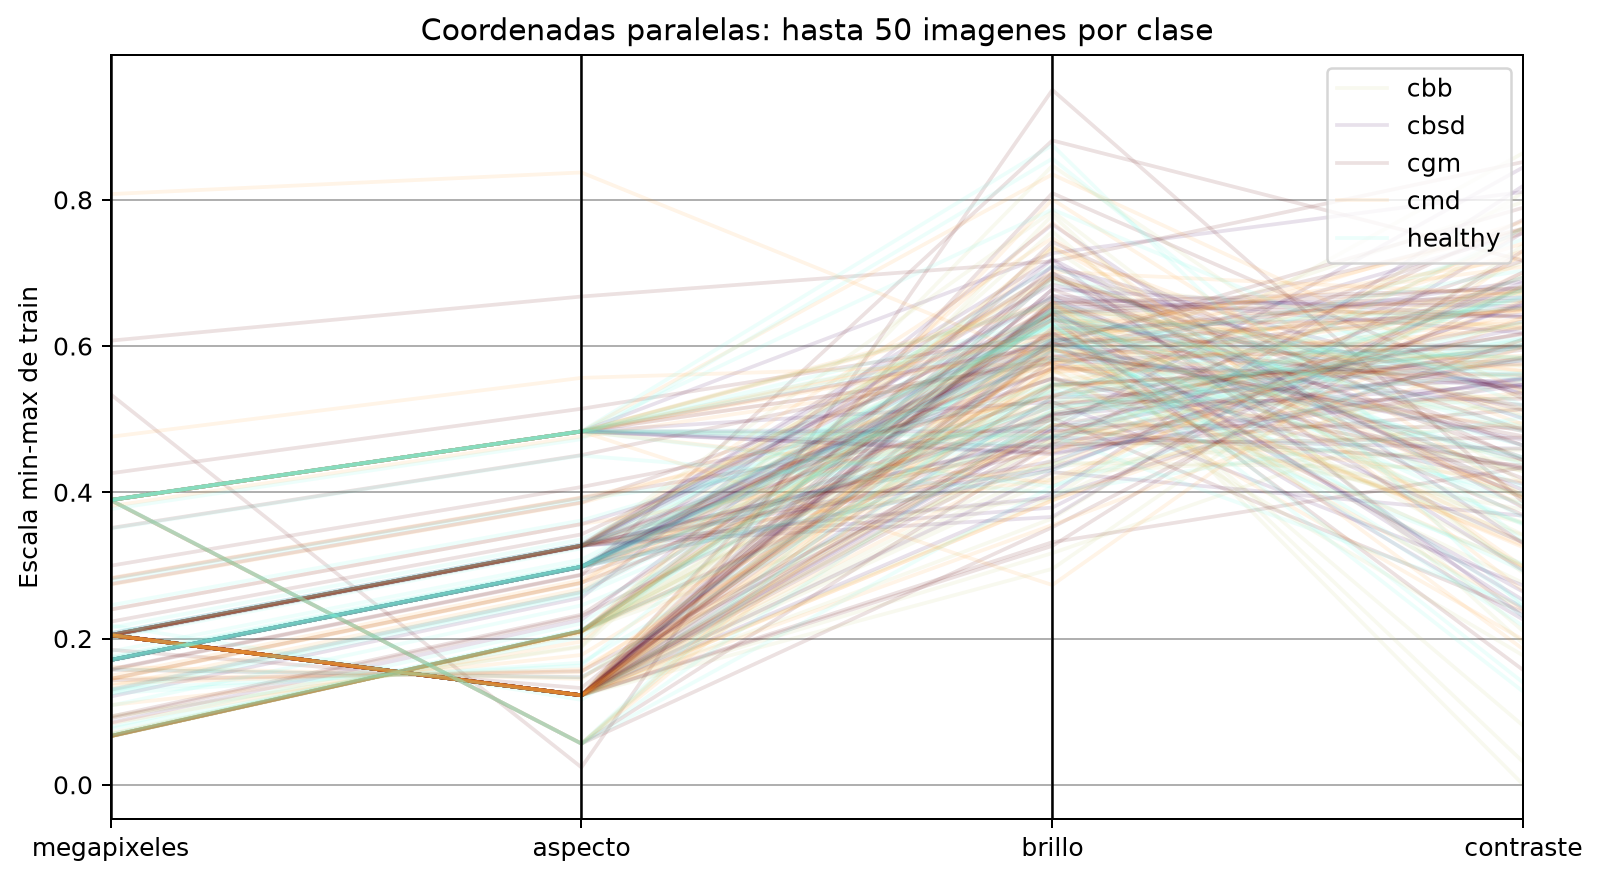 Coordenadas paralelas: hasta 50 imagenes por clase
Escala min-max de train
0.8
0.6
0.4
0.2
0.0
cbb
cbsd
cgm
cmd
healthy
megapixeles
aspecto
brillo
contraste